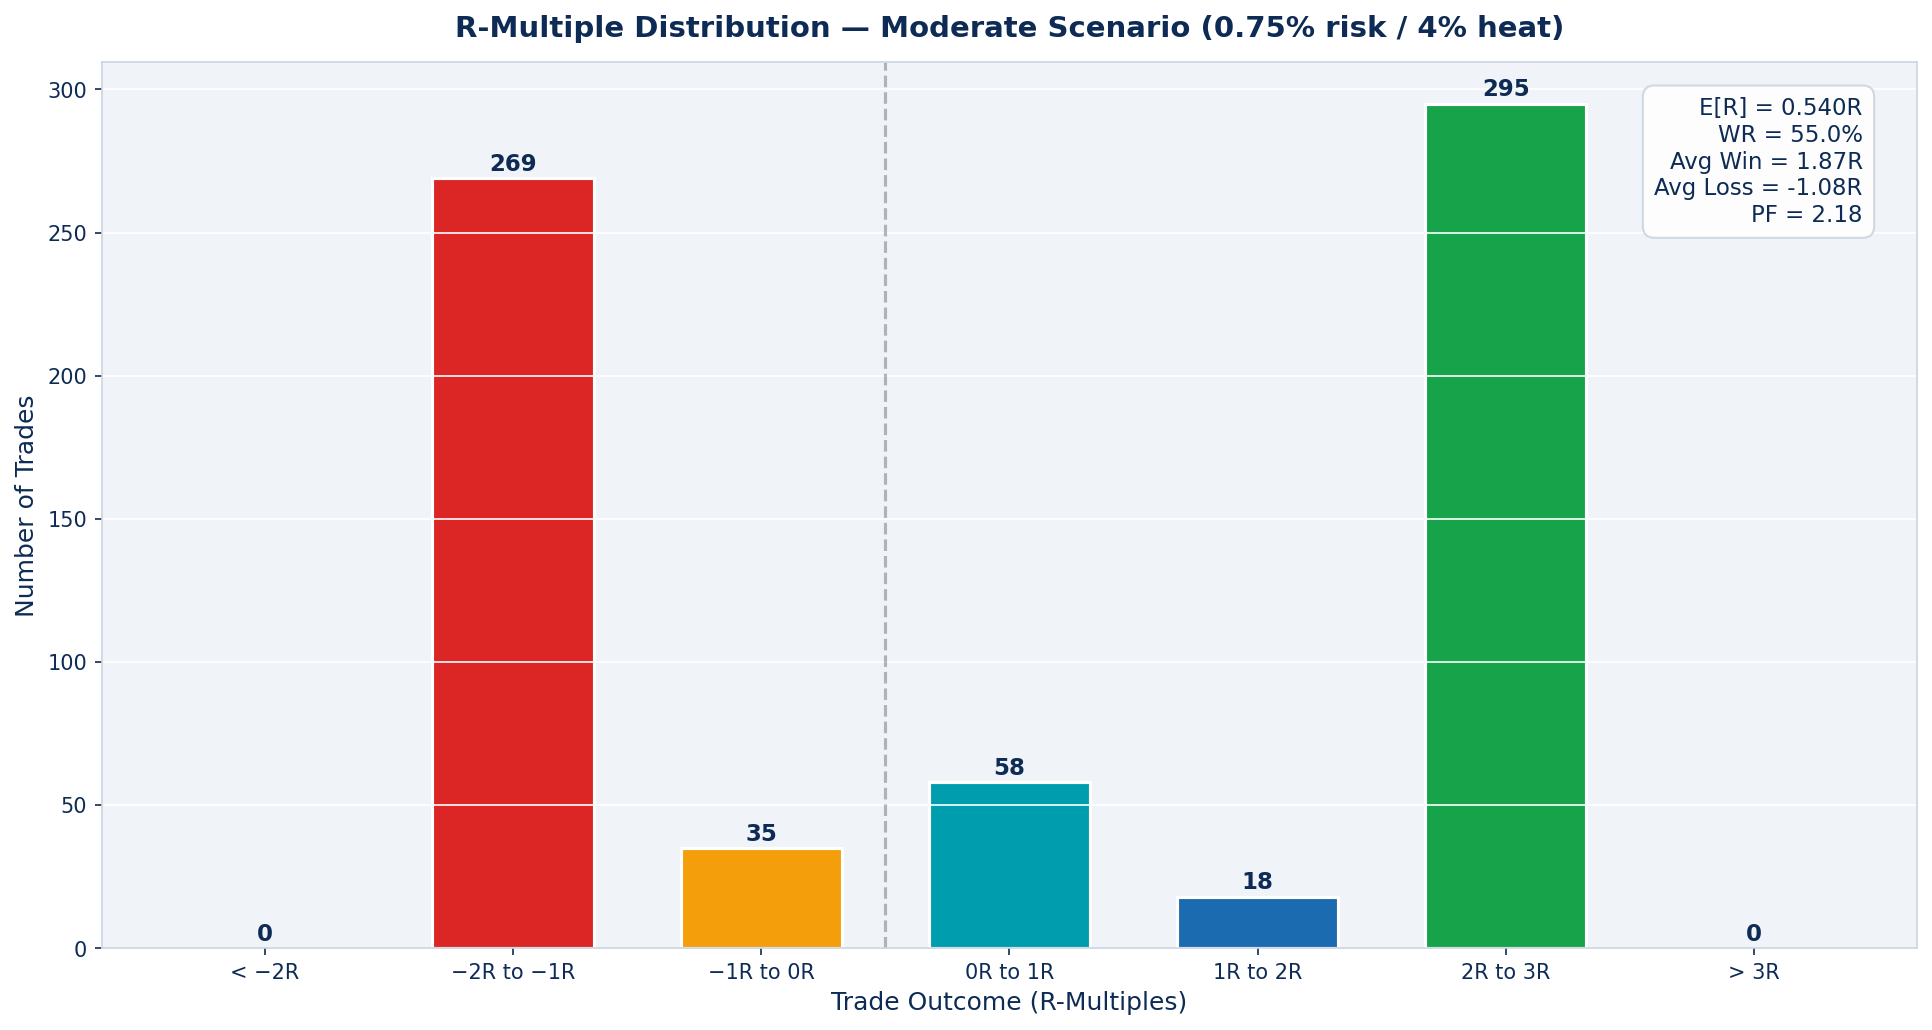 R-Multiple Distribution — Moderate Scenario (0.75% risk / 4% heat)
E[R] = 0.540R
WR = 55.0%
Avg Win = 1.87R
Avg Loss = -1.08R
PF = 2.18
Number of Trades
300
250
200
150
100
50
0
0
269
35
58
18
295
0
< −2R
−2R to −1R
−1R to 0R
0R to 1R
1R to 2R
2R to 3R
> 3R
Trade Outcome (R-Multiples)